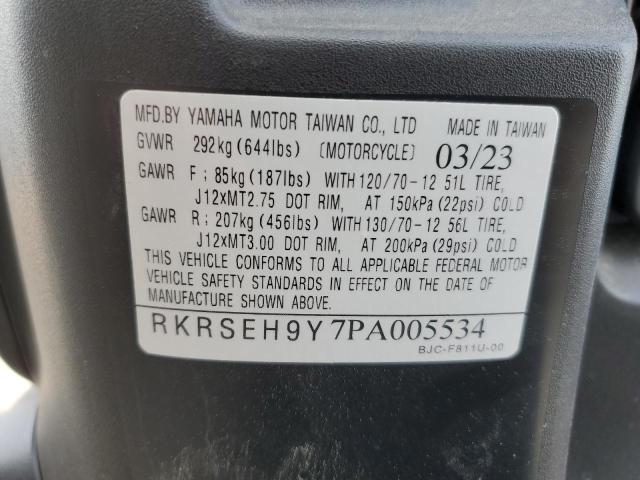 MFD.BY YAMAHA MOTOR TAIWAN CO., LTD MADE IN TAIWAN
GVWR 292kg(644lbs) (MOTORCYCLE) 03/23
GAWR F; 85kg(187lbs) WITH 120/70-12 51L TIRE,
J12xMT2.75 DOT RIM, AT 150kPa(22psi)COLD
GAWR R; 207kg(456lbs) WITH 130/70-12 56L TIRE,
J12xMT3.00 DOT RIM, AT 200kPa(29psi)COLD
THIS VEHICLE CONFORMS TO ALL APPLICABLE FEDERAL MOTOR
VEHICLE SAFETY STANDARDS IN EFFECT ON THE DATE OF
MANUFACTURE SHOWN ABOVE.
RKRSEH9Y7PA005534
BJC-F811U-00